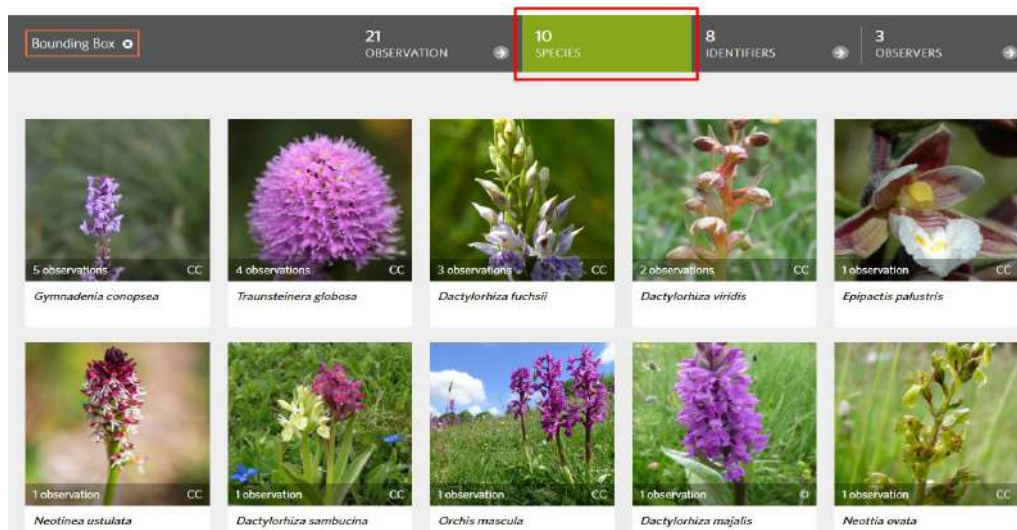 Bounding Box
21
OBSERVATION
10
SPECIES
8
IDENTIFIERS
3
OBSERVERS
5 observations CC
4 observations CC
3 observations CC
2 observations CC
1 observation CC
Gymnadenia conopsea
Traunsteinera globosa
Dactylorhiza fuchsii
Dactylorhiza viridis
Epipactis palustris
1 observation CC
1 observation CC
1 observation CC
1 observation ©
1 observation CC
Neotinea ustulata
Dactylorhiza sambucina
Orchis mascula
Dactylorhiza majalis
Neottia ovata